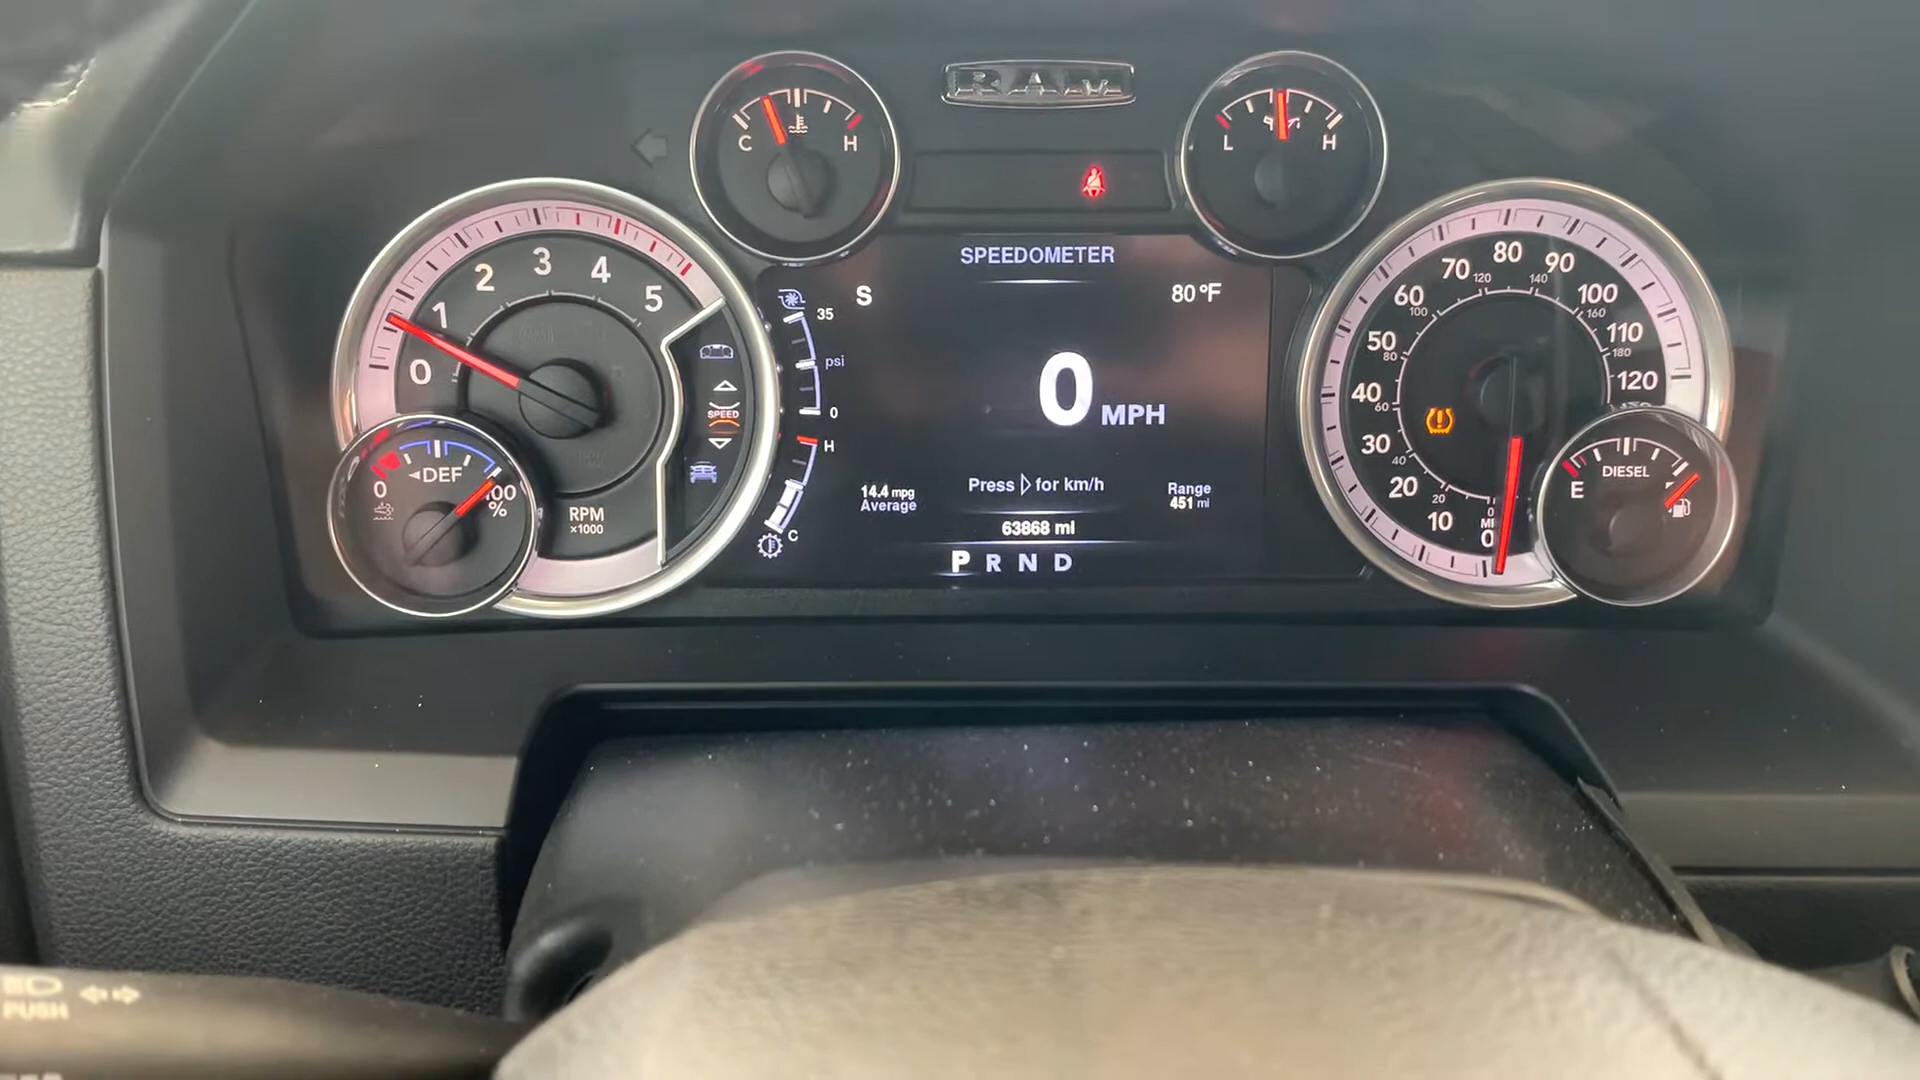 RAM
C H
L H
SPEEDOMETER
S 80 °F
0 MPH
Press ▷ for km/h
14.4 mpg
Average
Range
451 mi
63868 mi
P R N D
35
psi
0
H
C
0 1 2 3 4 5
RPM
×1000
SPEED
◄DEF
0 100
%
0 10 20 30 40 50 60 70 80 90 100 110 120
20 40 60 80 100 120 140 160 180
DIESEL
E
PUSH